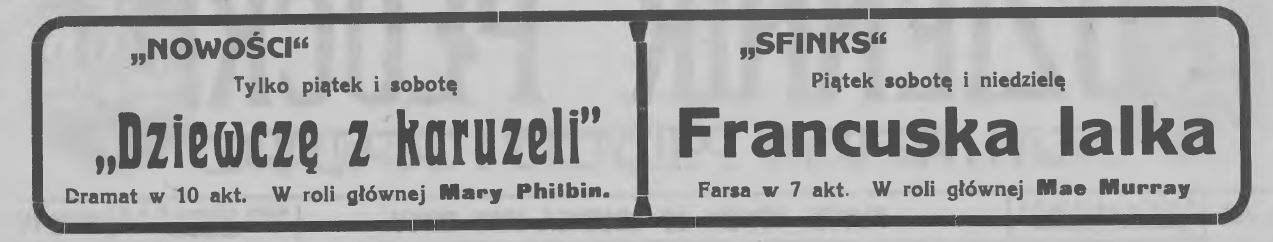 „NOWOŚCI“
Tylko piątek i sobotę
„Dziewczę z karuzeli”
Dramat w 10 akt. W roli głównej Mary Philbin.
„SFINKS“
Piątek sobotę i niedzielę
Francuska lalka
Farsa w 7 akt. W roli głównej Mae Murray